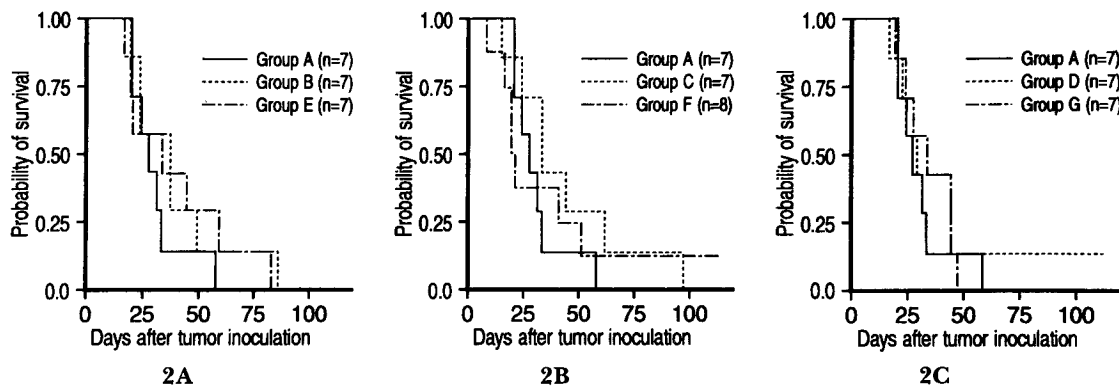 1.00
0.75
0.50
0.25
0.0
Probability of survival
Group A (n=7)
Group B (n=7)
Group E (n=7)
0 25 50 75 100
Days after tumor inoculation
2A
1.00
0.75
0.50
0.25
0.0
Probability of survival
Group A (n=7)
Group C (n=7)
Group F (n=8)
0 25 50 75 100
Days after tumor inoculation
2B
1.00
0.75
0.50
0.25
0.0
Probability of survival
Group A (n=7)
Group D (n=7)
Group G (n=7)
0 25 50 75 100
Days after tumor inoculation
2C